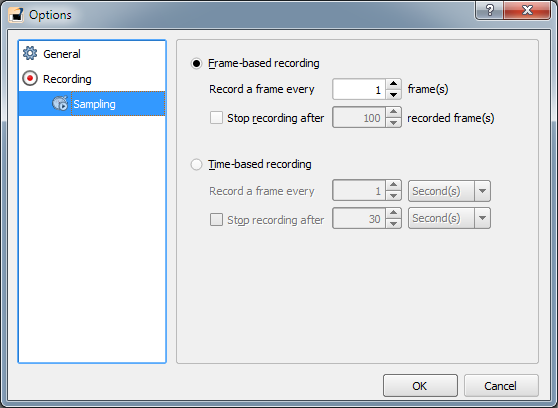 Options
?
General
Recording
Sampling
Frame-based recording
Record a frame every 1 frame(s)
Stop recording after 100 recorded frame(s)
Time-based recording
Record a frame every 1 Second(s)
Stop recording after 30 Second(s)
OK Cancel